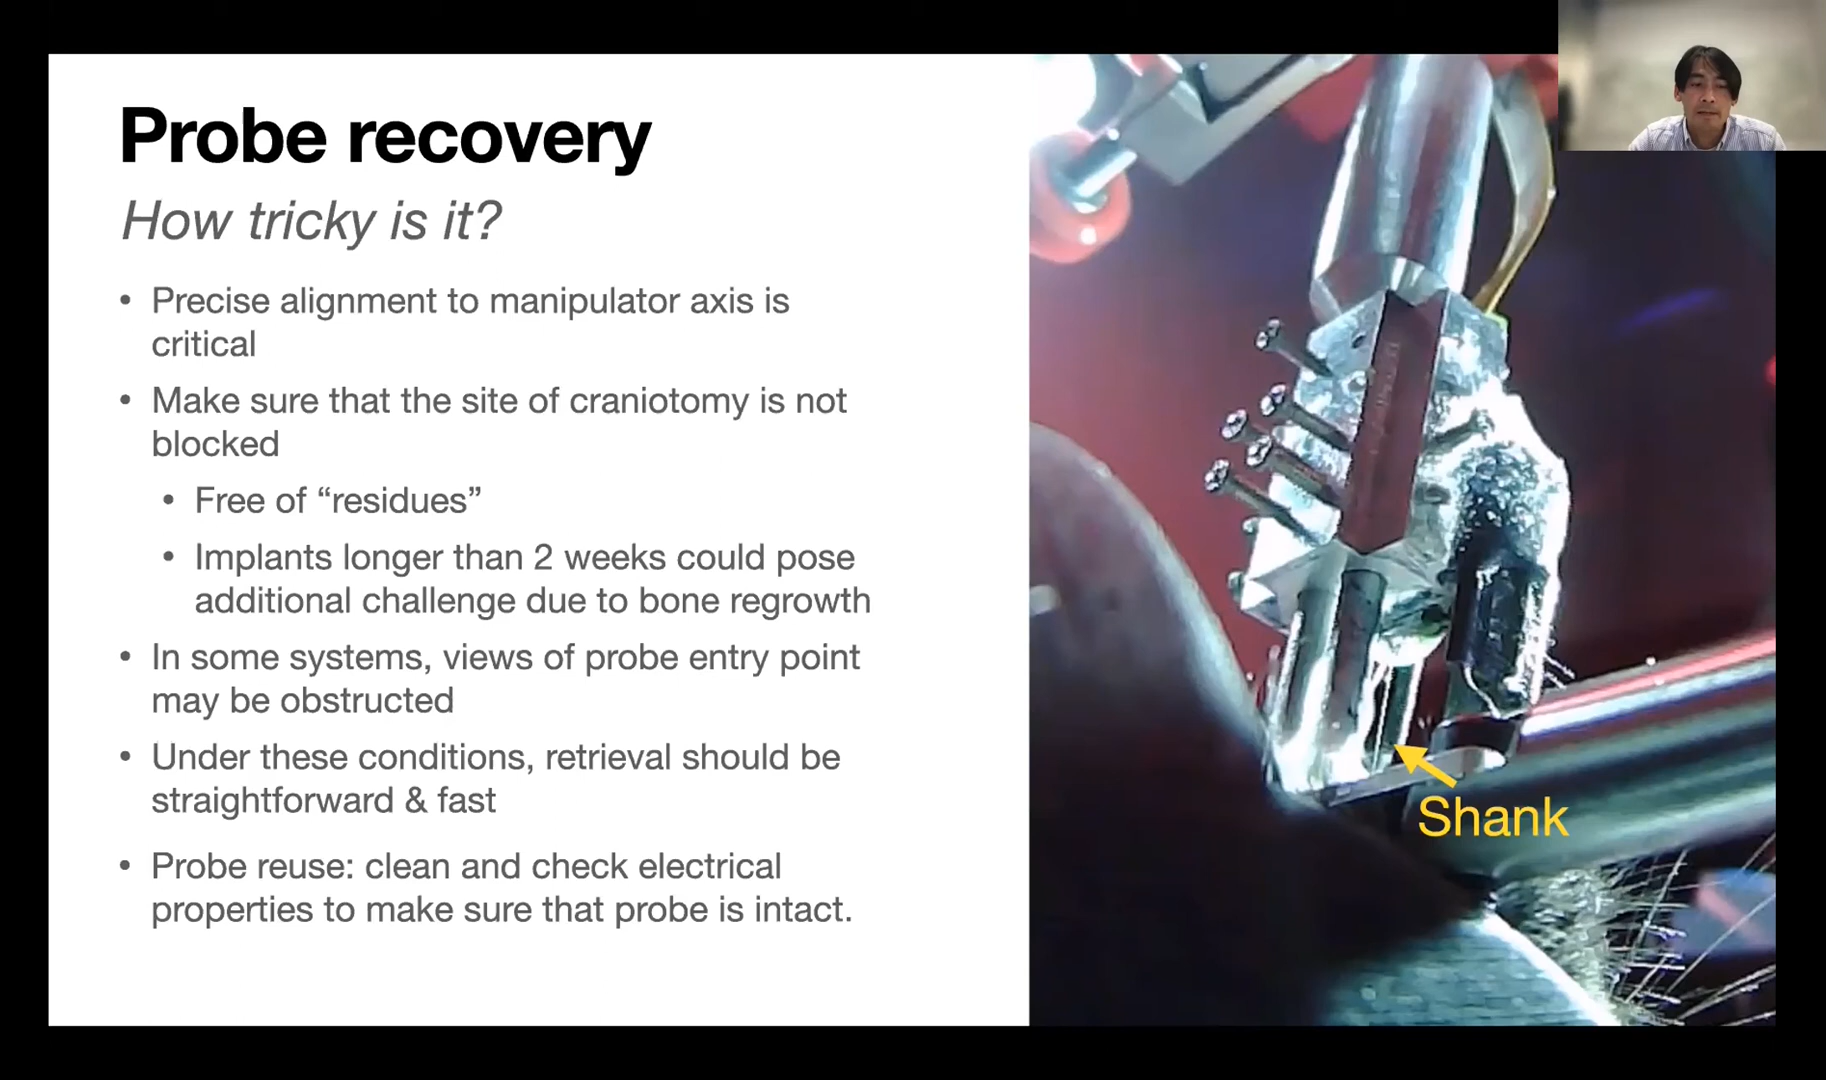 Probe recovery
How tricky is it?
• Precise alignment to manipulator axis is
critical
• Make sure that the site of craniotomy is not
blocked
• Free of “residues”
• Implants longer than 2 weeks could pose
additional challenge due to bone regrowth
• In some systems, views of probe entry point
may be obstructed
• Under these conditions, retrieval should be
straightforward & fast
• Probe reuse: clean and check electrical
properties to make sure that probe is intact.
Shank